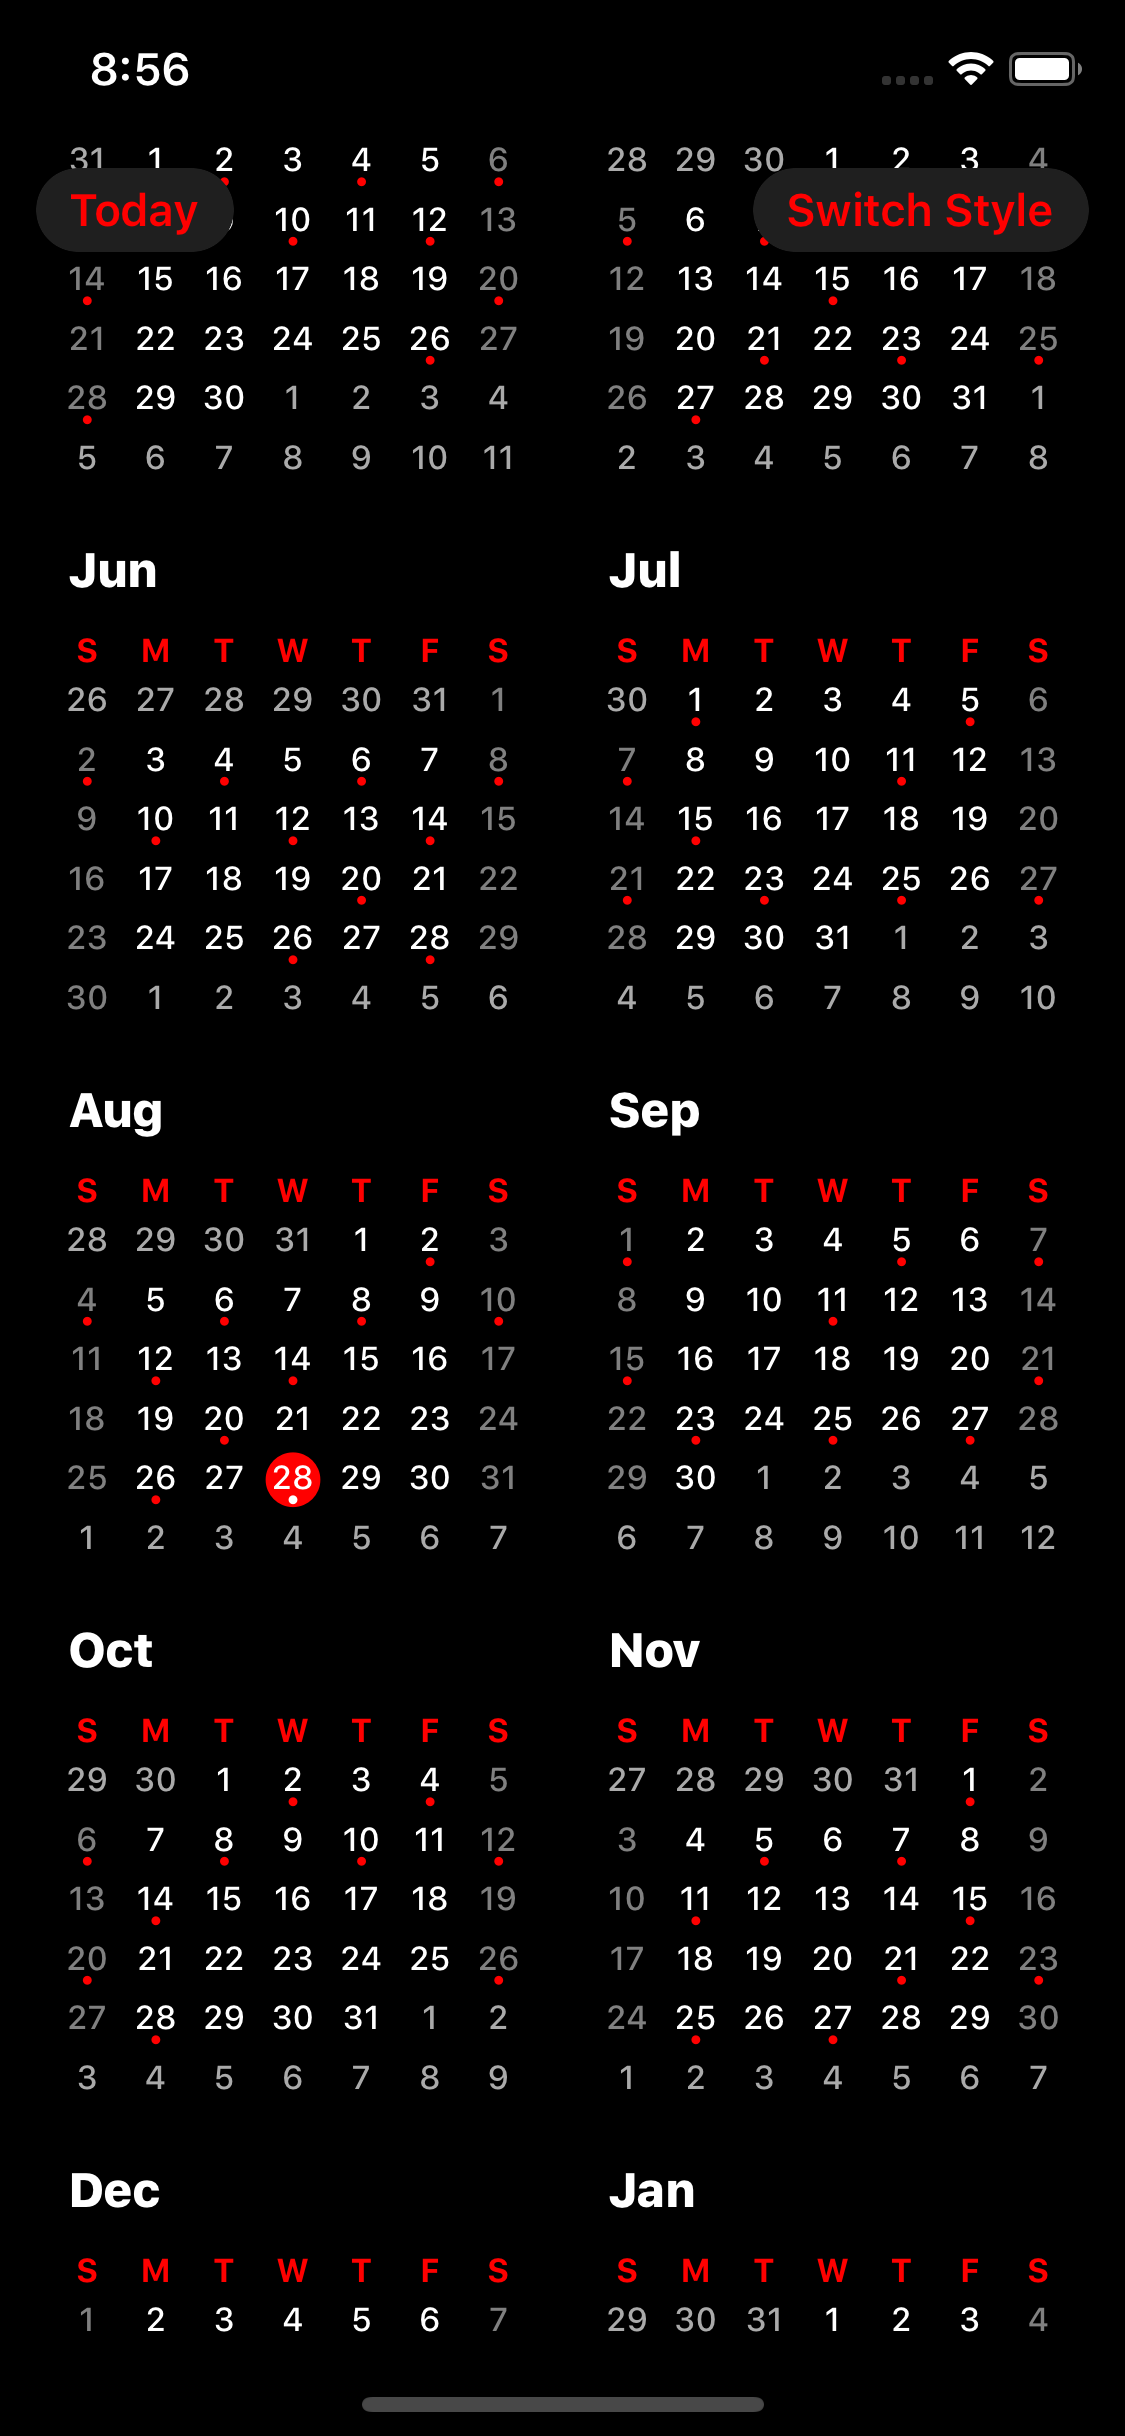 8:56
31 1 2 3 4 5 6 28 29 30 1 2 3 4
Today 10 11 12 13 5 6 Switch Style
14 15 16 17 18 19 20 12 13 14 15 16 17 18
21 22 23 24 25 26 27 19 20 21 22 23 24 25
28 29 30 1 2 3 4 26 27 28 29 30 31 1
5 6 7 8 9 10 11 2 3 4 5 6 7 8
Jun Jul
S M T W T F S S M T W T F S
26 27 28 29 30 31 1 30 1 2 3 4 5 6
2 3 4 5 6 7 8 7 8 9 10 11 12 13
9 10 11 12 13 14 15 14 15 16 17 18 19 20
16 17 18 19 20 21 22 21 22 23 24 25 26 27
23 24 25 26 27 28 29 28 29 30 31 1 2 3
30 1 2 3 4 5 6 4 5 6 7 8 9 10
Aug Sep
S M T W T F S S M T W T F S
28 29 30 31 1 2 3 1 2 3 4 5 6 7
4 5 6 7 8 9 10 8 9 10 11 12 13 14
11 12 13 14 15 16 17 15 16 17 18 19 20 21
18 19 20 21 22 23 24 22 23 24 25 26 27 28
25 26 27 28 29 30 31 29 30 1 2 3 4 5
1 2 3 4 5 6 7 6 7 8 9 10 11 12
Oct Nov
S M T W T F S S M T W T F S
29 30 1 2 3 4 5 27 28 29 30 31 1 2
6 7 8 9 10 11 12 3 4 5 6 7 8 9
13 14 15 16 17 18 19 10 11 12 13 14 15 16
20 21 22 23 24 25 26 17 18 19 20 21 22 23
27 28 29 30 31 1 2 24 25 26 27 28 29 30
3 4 5 6 7 8 9 1 2 3 4 5 6 7
Dec Jan
S M T W T F S S M T W T F S
1 2 3 4 5 6 7 29 30 31 1 2 3 4